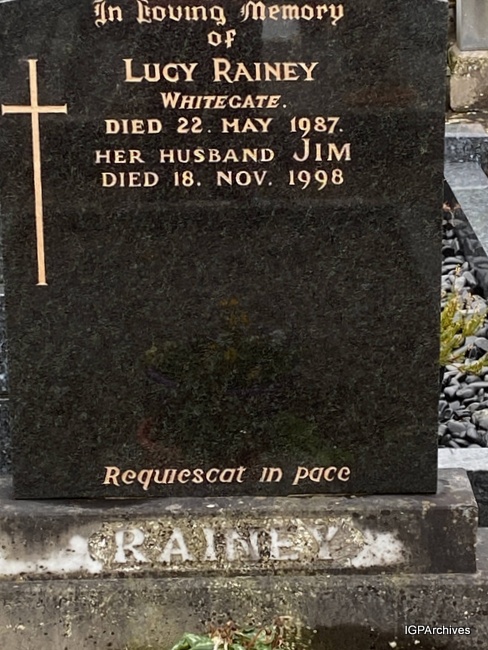 In Loving Memory
of
LUCY RAINEY
WHITEGATE.
DIED 22. MAY 1987.
HER HUSBAND JIM
DIED 18. NOV. 1998
Requiescat in pace
RAINEY
IGPArchives